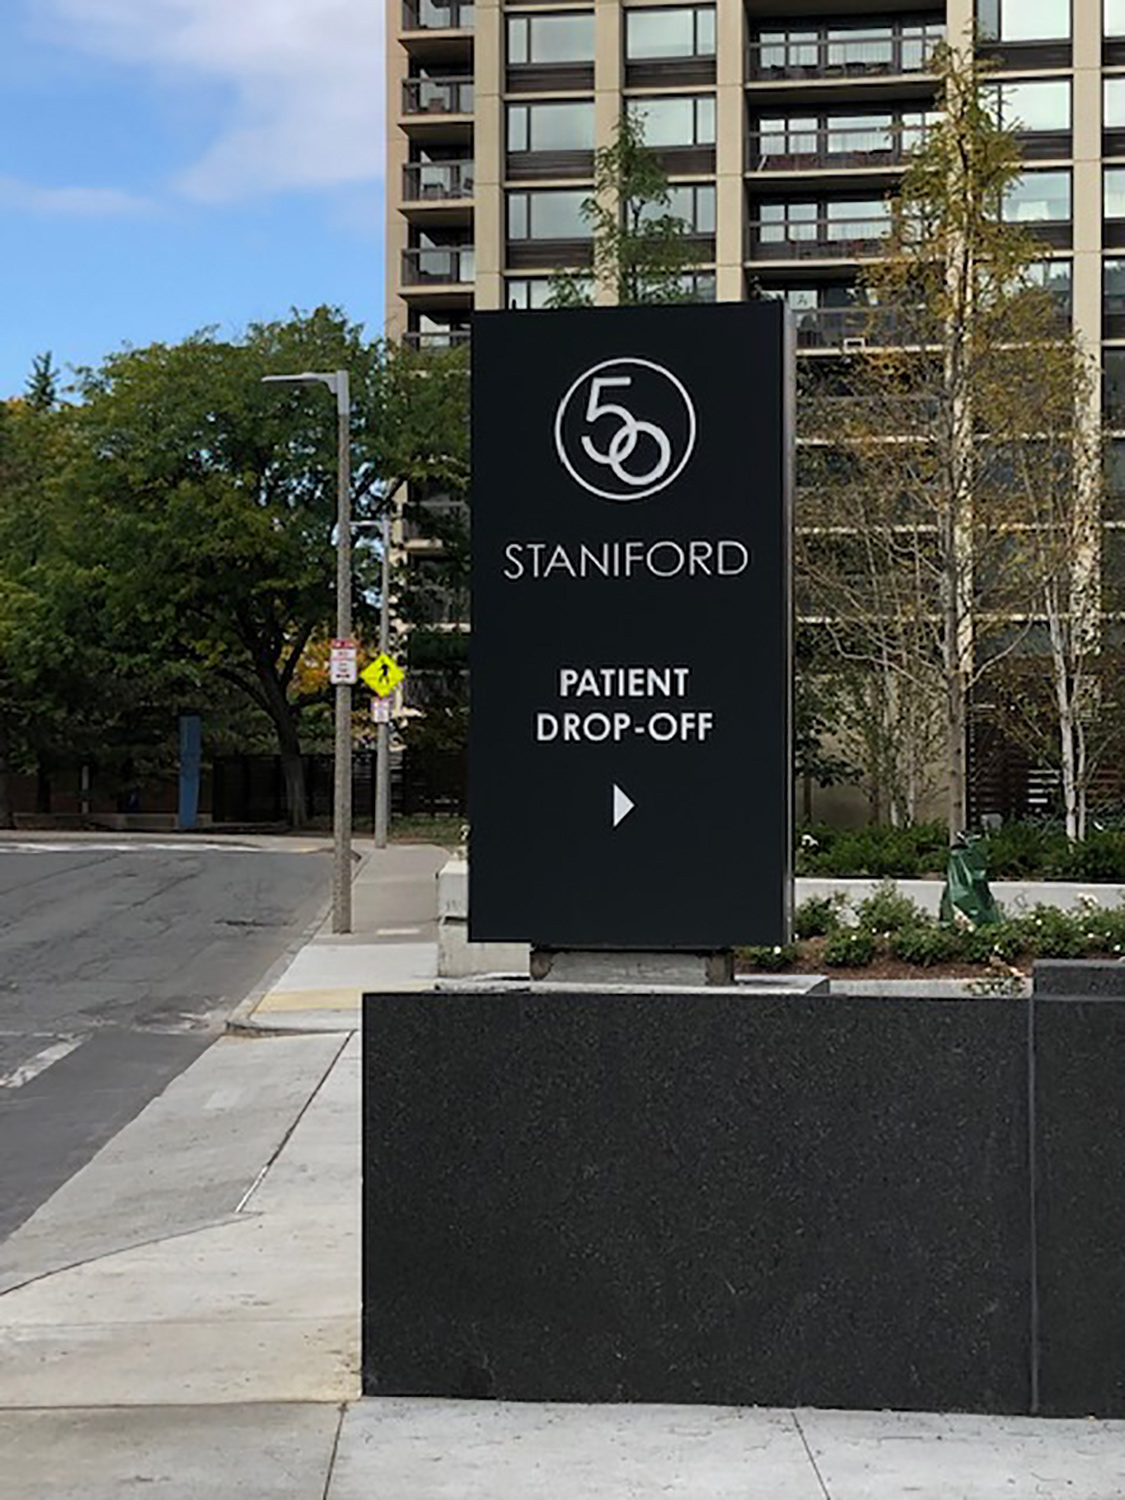 50
STANIFORD
PATIENT
DROP-OFF